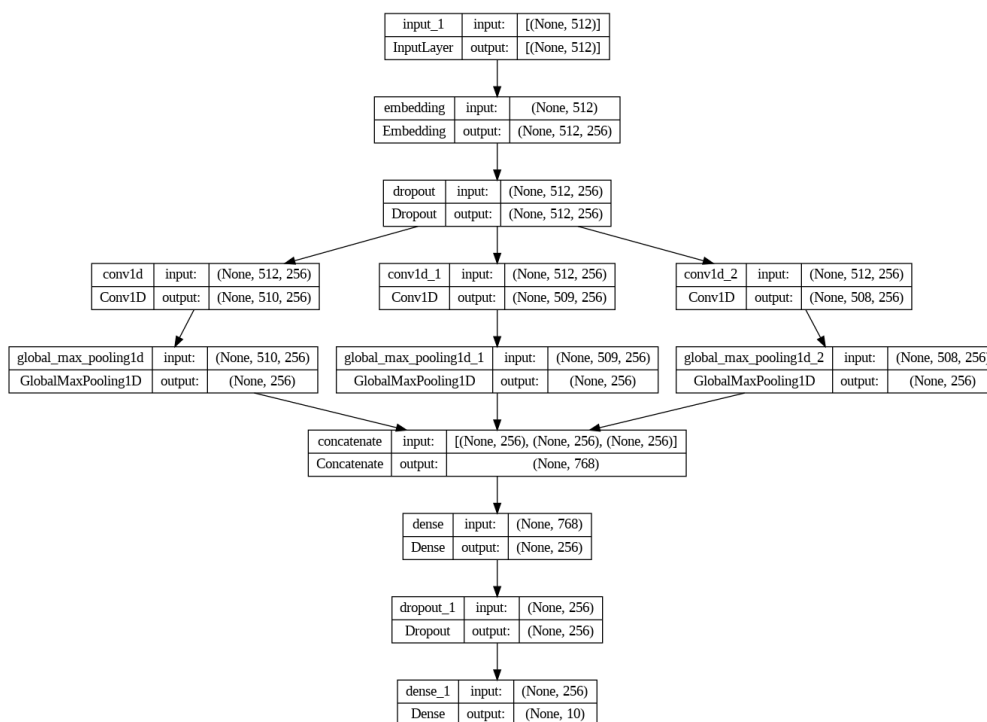 input_1 input: [(None, 512)]
InputLayer output: [(None, 512)]
embedding input: (None, 512)
Embedding output: (None, 512, 256)
dropout input: (None, 512, 256)
Dropout output: (None, 512, 256)
conv1d input: (None, 512, 256)
Conv1D output: (None, 510, 256)
conv1d_1 input: (None, 512, 256)
Conv1D output: (None, 509, 256)
conv1d_2 input: (None, 512, 256)
Conv1D output: (None, 508, 256)
global_max_pooling1d input: (None, 510, 256)
GlobalMaxPooling1D output: (None, 256)
global_max_pooling1d_1 input: (None, 509, 256)
GlobalMaxPooling1D output: (None, 256)
global_max_pooling1d_2 input: (None, 508, 256)
GlobalMaxPooling1D output: (None, 256)
concatenate input: [(None, 256), (None, 256), (None, 256)]
Concatenate output: (None, 768)
dense input: (None, 768)
Dense output: (None, 256)
dropout_1 input: (None, 256)
Dropout output: (None, 256)
dense_1 input: (None, 256)
Dense output: (None, 10)